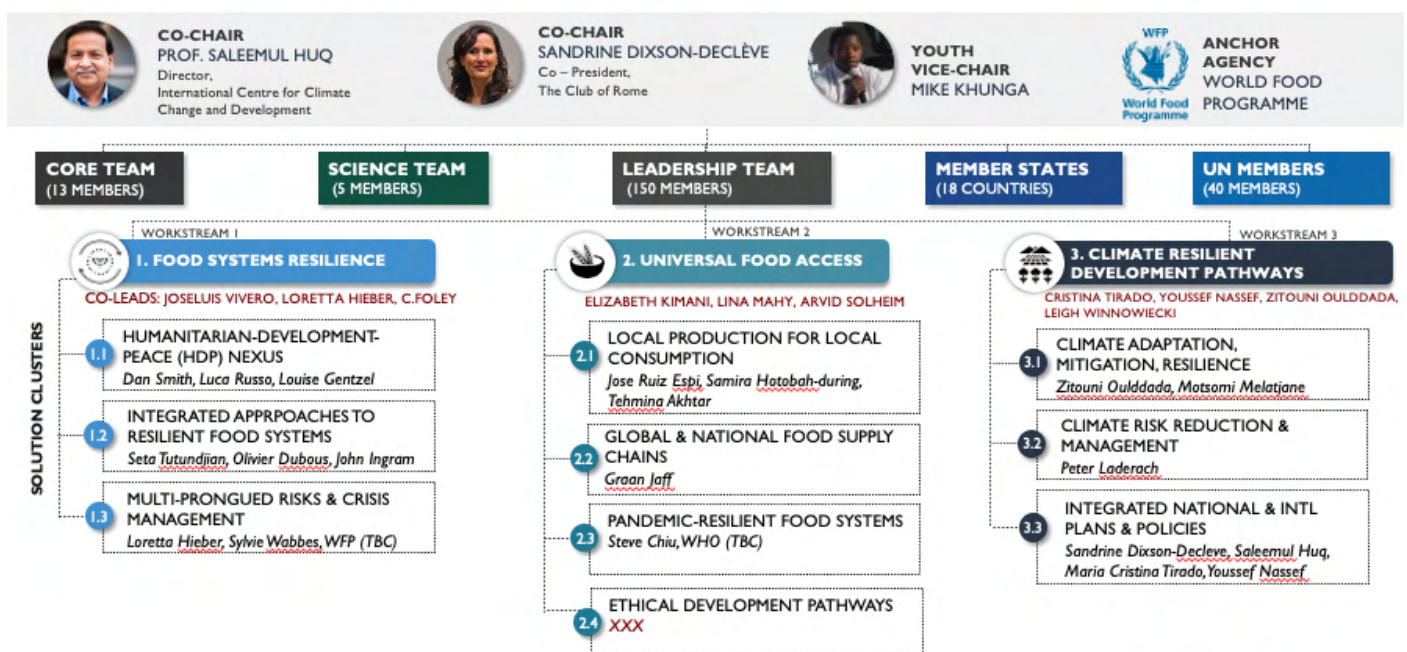 CO-CHAIR
PROF. SALEEMUL HUQ
Director,
International Centre for Climate
Change and Development
CO-CHAIR
SANDRINE DIXSON-DECLÈVE
Co – President,
The Club of Rome
YOUTH
VICE-CHAIR
MIKE KHUNGA
WFP
World Food
Programme
ANCHOR
AGENCY
WORLD FOOD
PROGRAMME
CORE TEAM
(13 MEMBERS)
SCIENCE TEAM
(5 MEMBERS)
LEADERSHIP TEAM
(150 MEMBERS)
MEMBER STATES
(18 COUNTRIES)
UN MEMBERS
(40 MEMBERS)
SOLUTION CLUSTERS
WORKSTREAM 1
1. FOOD SYSTEMS RESILIENCE
CO-LEADS: JOSELUIS VIVERO, LORETTA HIEBER, C.FOLEY
1.1
HUMANITARIAN-DEVELOPMENT-
PEACE (HDP) NEXUS
Dan Smith, Luca Russo, Louise Gentzel
1.2
INTEGRATED APPRPOACHES TO
RESILIENT FOOD SYSTEMS
Seta Tutundjian, Olivier Dubous, John Ingram
1.3
MULTI-PRONGUED RISKS & CRISIS
MANAGEMENT
Loretta Hieber, Sylvie Wabbes, WFP (TBC)
WORKSTREAM 2
2. UNIVERSAL FOOD ACCESS
ELIZABETH KIMANI, LINA MAHY, ARVID SOLHEIM
2.1
LOCAL PRODUCTION FOR LOCAL
CONSUMPTION
Jose Ruiz Espi, Samira Hotobah-during,
Tehmina Akhtar
2.2
GLOBAL & NATIONAL FOOD SUPPLY
CHAINS
Graan Jaff
2.3
PANDEMIC-RESILIENT FOOD SYSTEMS
Steve Chiu, WHO (TBC)
2.4
ETHICAL DEVELOPMENT PATHWAYS
XXX
WORKSTREAM 3
3. CLIMATE RESILIENT
DEVELOPMENT PATHWAYS
CRISTINA TIRADO, YOUSSEF NASSEF, ZITOUNI OULDDADA,
LEIGH WINNOWIECKI
3.1
CLIMATE ADAPTATION,
MITIGATION, RESILIENCE
Zitouni Oulddada, Motsomi Melatjane
3.2
CLIMATE RISK REDUCTION &
MANAGEMENT
Peter Laderach
3.3
INTEGRATED NATIONAL & INTL
PLANS & POLICIES
Sandrine Dixson-Decleve, Saleemul Huq,
Maria Cristina Tirado, Youssef Nassef